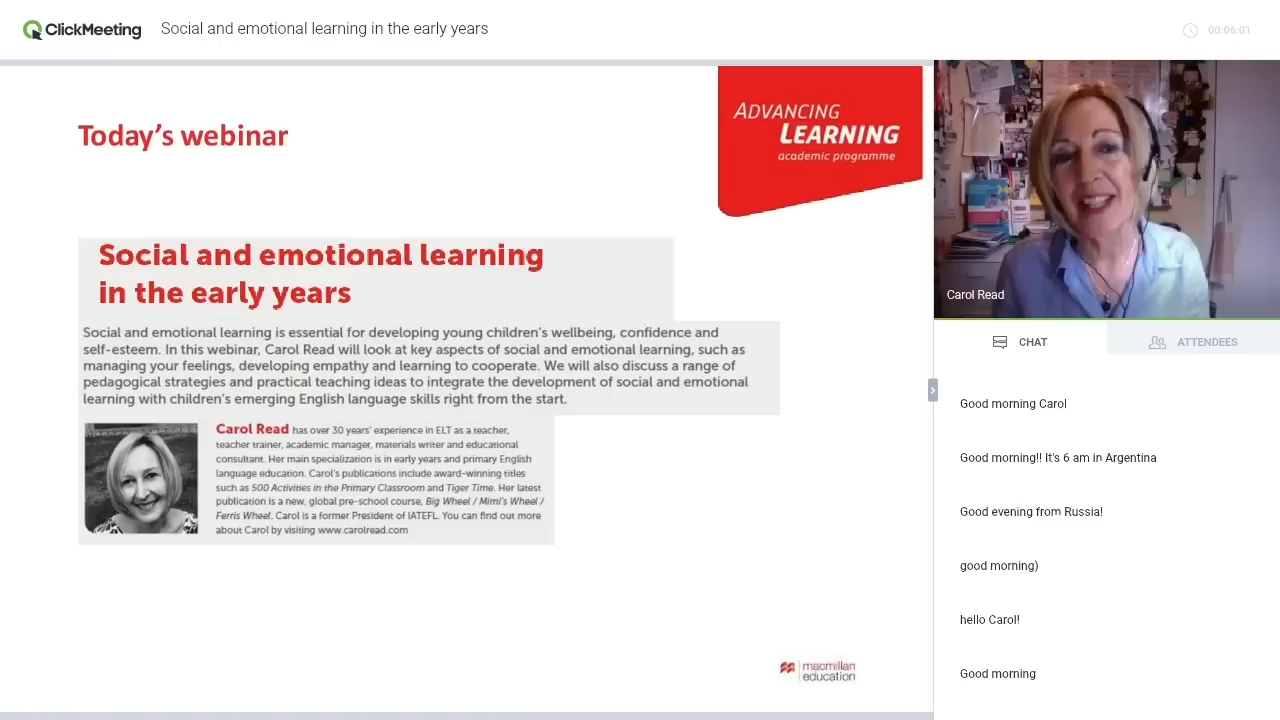 ClickMeeting
Social and emotional learning in the early years
00:06:01
Today's webinar
ADVANCING
LEARNING
academic programme
Social and emotional learning
in the early years
Social and emotional learning is essential for developing young children's wellbeing, confidence and
self-esteem. In this webinar, Carol Read will look at key aspects of social and emotional learning, such as
managing your feelings, developing empathy and learning to cooperate. We will also discuss a range of
pedagogical strategies and practical teaching ideas to integrate the development of social and emotional
learning with children's emerging English language skills right from the start.
Carol Read has over 30 years' experience in ELT as a teacher,
teacher trainer, academic manager, materials writer and educational
consultant. Her main specialization is in early years and primary English
language education. Carol's publications include award-winning titles
such as 500 Activities in the Primary Classroom and Tiger Time. Her latest
publication is a new, global pre-school course, Big Wheel / Mimi's Wheel /
Ferris Wheel. Carol is a former President of IATEFL. You can find out more
about Carol by visiting www.carolread.com
macmillan
education
Carol Read
CHAT
ATTENDEES
Good morning Carol
Good morning!! It's 6 am in Argentina
Good evening from Russia!
good morning)
hello Carol!
Good morning